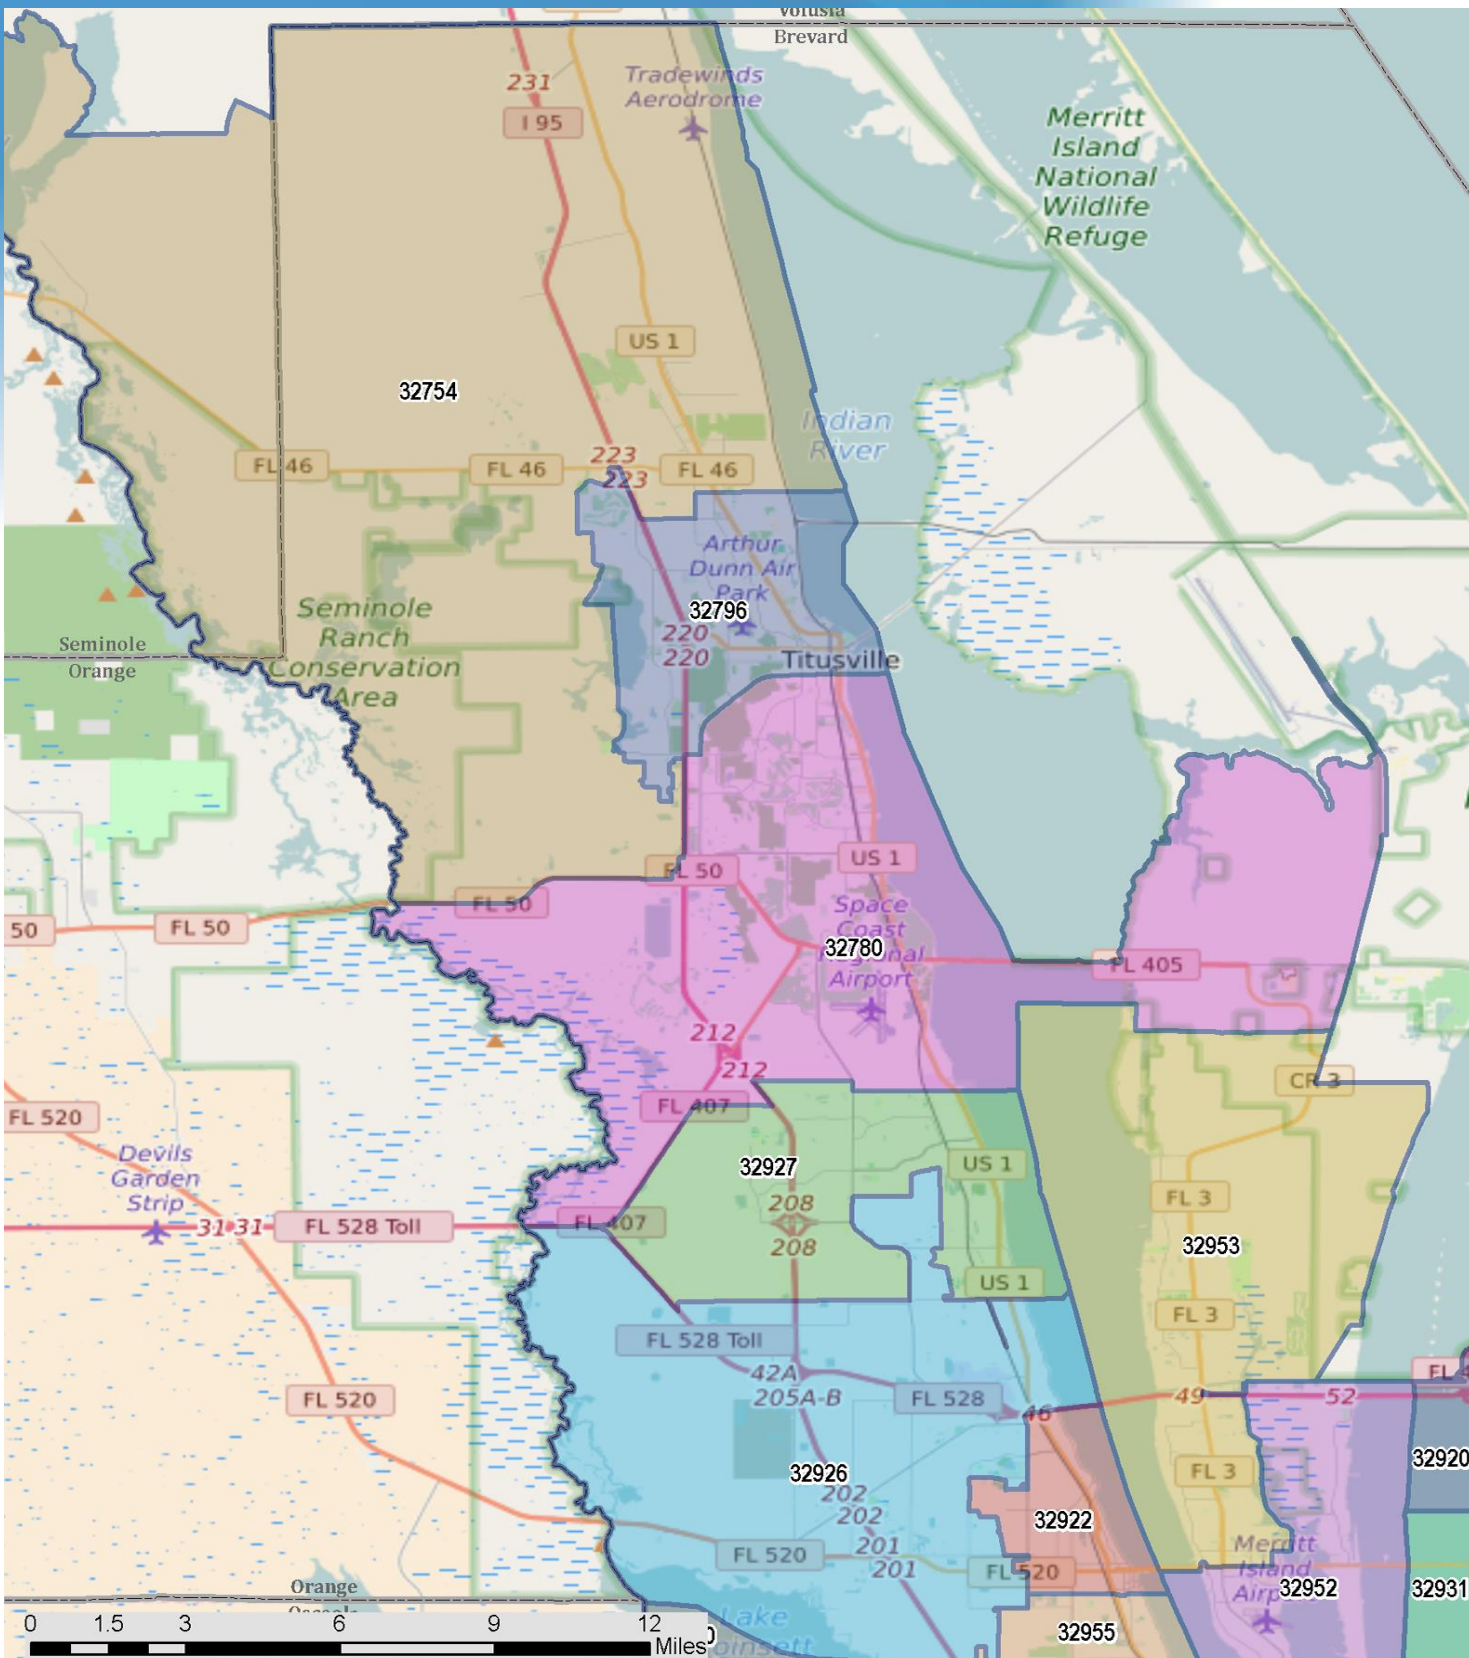 Volusia
Brevard
Tradewinds
Aerodrome
231
I 95
Merritt
Island
National
Wildlife
Refuge
US 1
32754
Indian
River
FL 46
FL 46
223
FL 46
223
Arthur
Dunn Air
Park
32796
Seminole
Ranch
Conservation
Area
Seminole
Orange
220
220
Titusville
FL 50
US 1
FL 50
50
FL 50
Space
Coast
Regional
Airport
32780
FL 405
212
212
CR 3
FL 407
FL 520
Devils
Garden
Strip
32927
US 1
FL 3
31
31
FL 528 Toll
FL 407
208
208
32953
US 1
FL 3
FL 528 Toll
42A
205A-B
FL 528
FL 520
46
49
52
32926
202
202
FL 3
32920
32922
201
201
FL 520
FL 520
Merritt
Island
Airp
32952
32931
Orange
Lake
32955
0 1.5 3 6 9 12
Miles